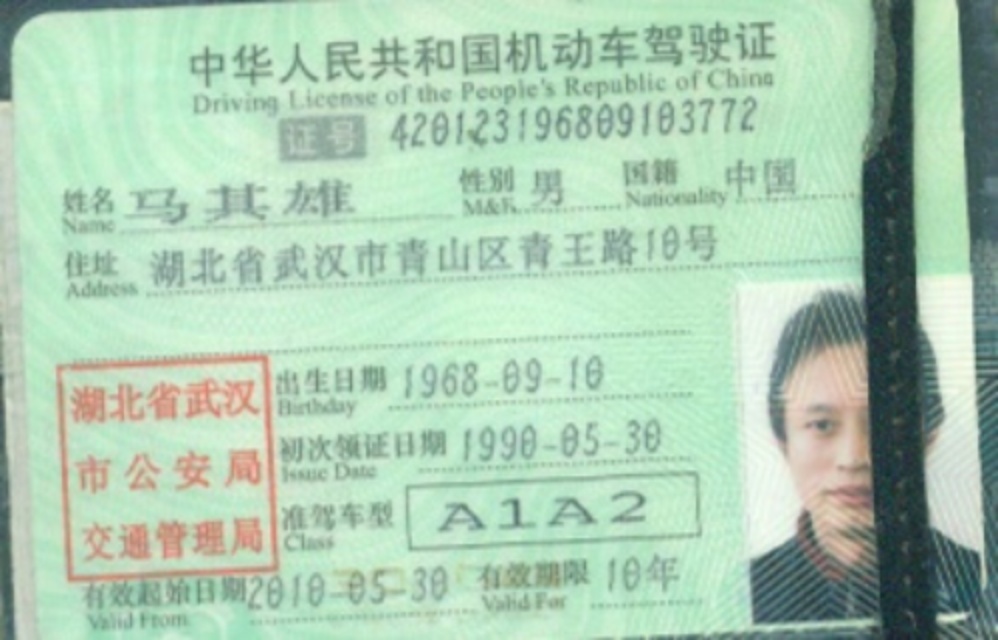 中华人民共和国机动车驾驶证
Driving License of the People's Republic of China
证号 420123196809103772
姓名 马其雄 性别 男 国籍 中国
Name M&F Nationality
住址 湖北省武汉市青山区青王路10号
Address
湖北省武汉
市公安局
交通管理局
出生日期 1968-09-10
Birthday
初次领证日期 1990-05-30
Issue Date
准驾车型 A1A2
Class
有效起始日期 2010-05-30 有效期限 10年
Valid From Valid For